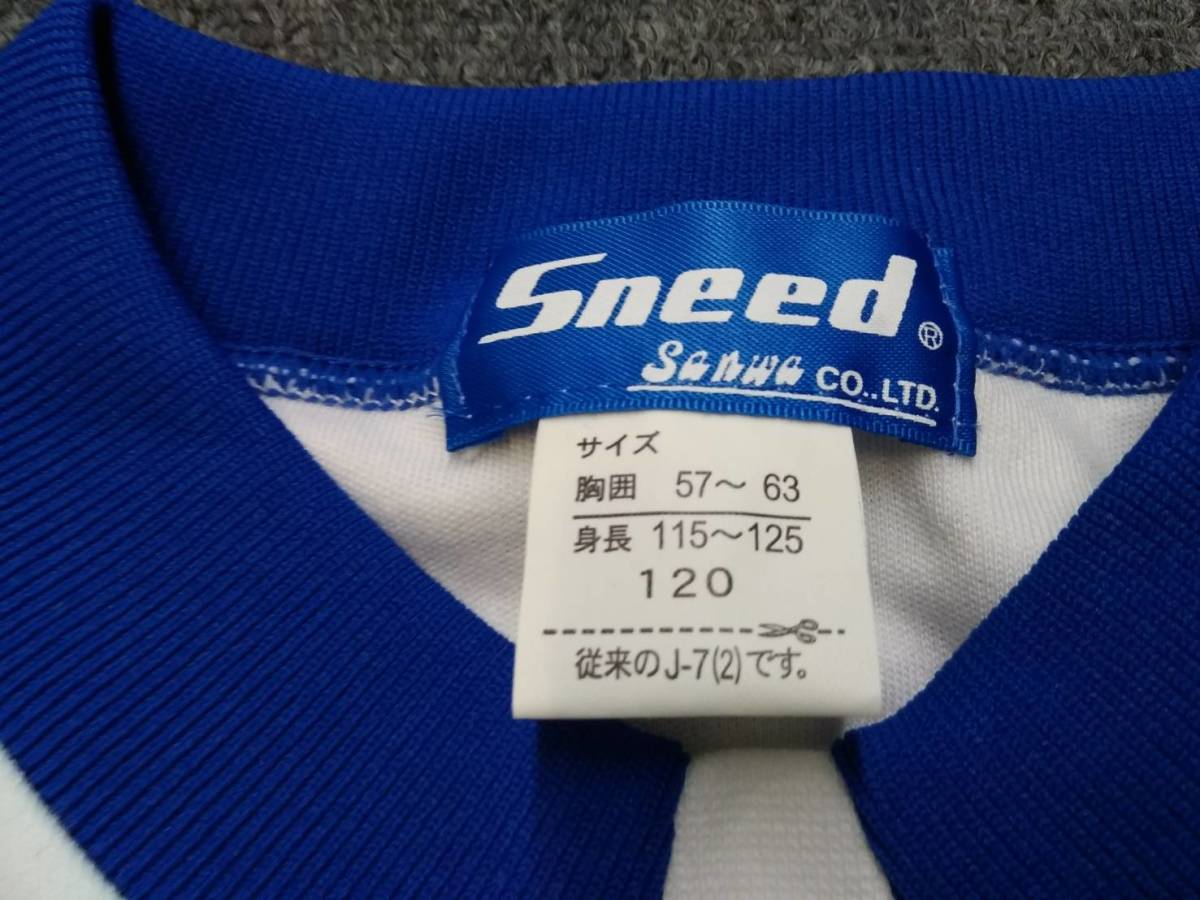 Sneed ®
Sanwa CO.,LTD.
サイズ
胸囲 57〜 63
身長 115〜125
120
従来のJ-7(2)です。